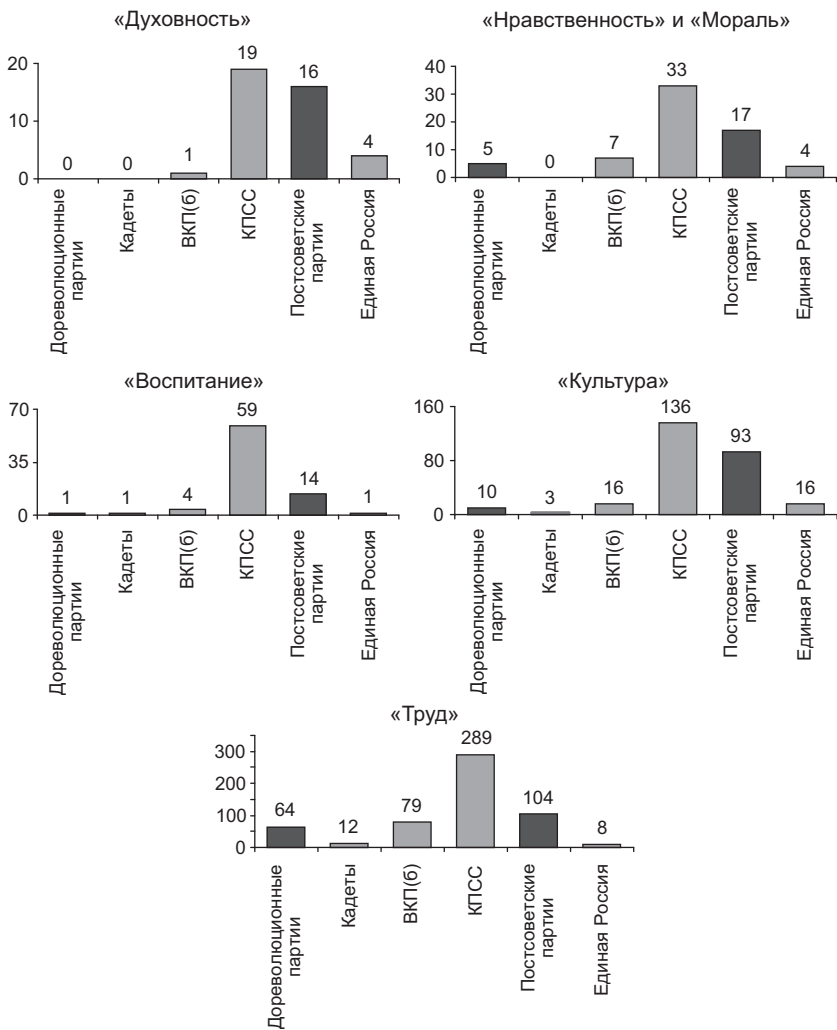 «Духовность»
20
10
0
0
0
1
19
16
4
Дореволюционные
партии
Кадеты
ВКП(б)
КПСС
Постсоветские
партии
Единая Россия
«Нравственность» и «Мораль»
40
30
20
10
0
5
0
7
33
17
4
Дореволюционные
партии
Кадеты
ВКП(б)
КПСС
Постсоветские
партии
Единая Россия
«Воспитание»
70
35
0
1
1
4
59
14
1
Дореволюционные
партии
Кадеты
ВКП(б)
КПСС
Постсоветские
партии
Единая Россия
«Культура»
160
80
0
10
3
16
136
93
16
Дореволюционные
партии
Кадеты
ВКП(б)
КПСС
Постсоветские
партии
Единая Россия
«Труд»
300
200
100
0
64
12
79
289
104
8
Дореволюционные
партии
Кадеты
ВКП(б)
КПСС
Постсоветские
партии
Единая Россия